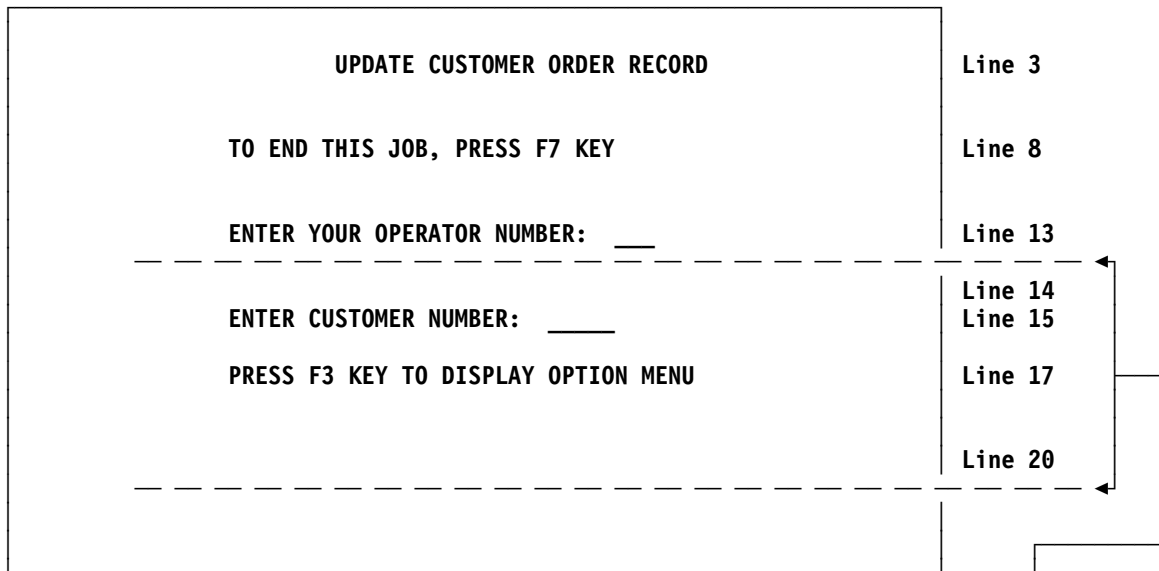 UPDATE CUSTOMER ORDER RECORD Line 3
TO END THIS JOB, PRESS F7 KEY Line 8
ENTER YOUR OPERATOR NUMBER: ___ Line 13
Line 14
ENTER CUSTOMER NUMBER: _____ Line 15
PRESS F3 KEY TO DISPLAY OPTION MENU Line 17
Line 20